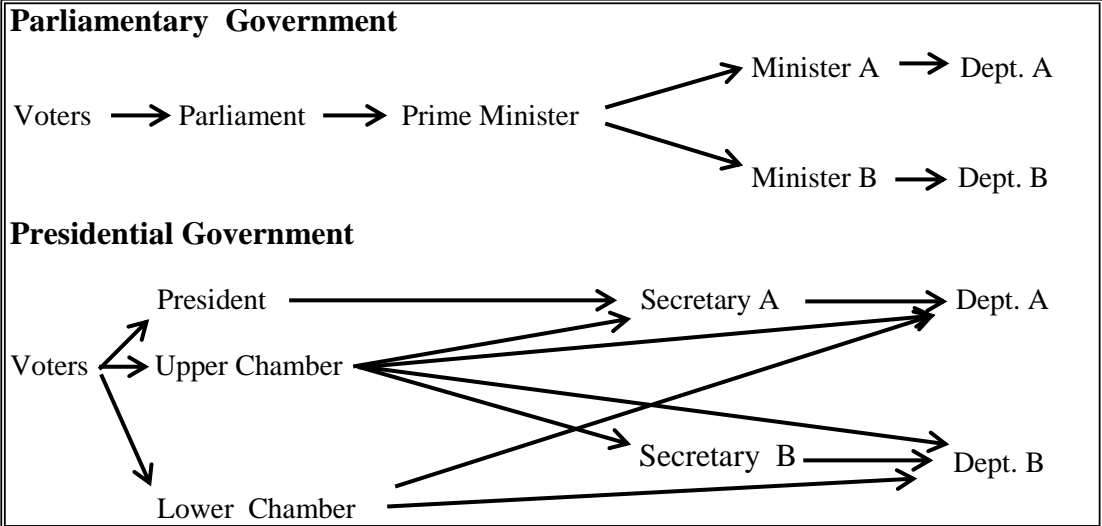 Parliamentary Government
Minister A Dept. A
Voters Parliament Prime Minister
Minister B Dept. B
Presidential Government
President Secretary A Dept. A
Voters Upper Chamber
Secretary B Dept. B
Lower Chamber